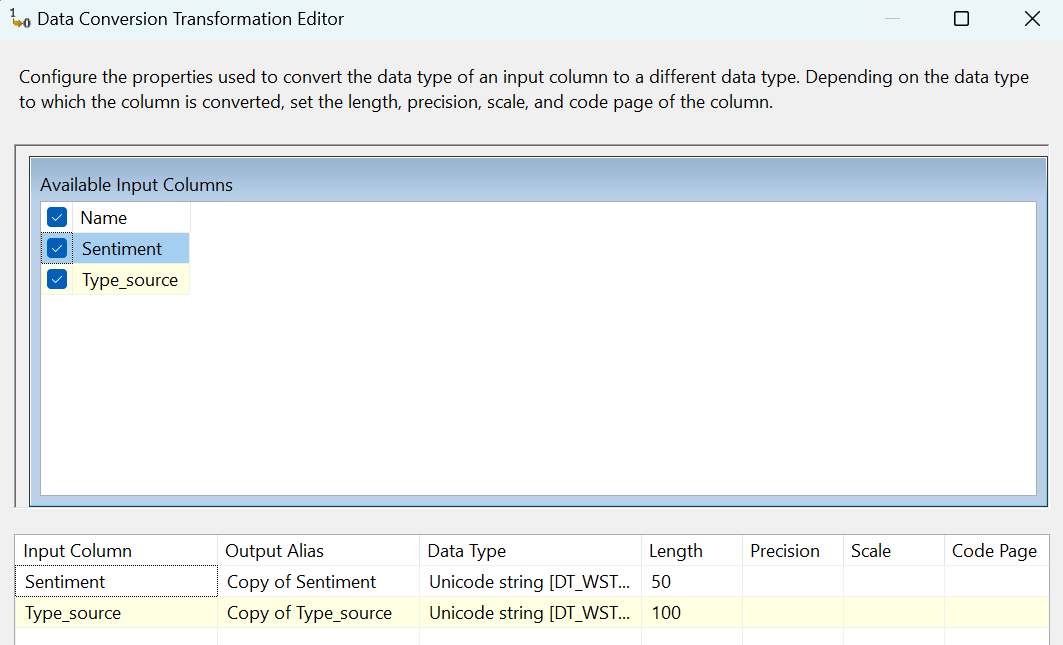 Data Conversion Transformation Editor
Configure the properties used to convert the data type of an input column to a different data type. Depending on the data type
to which the column is converted, set the length, precision, scale, and code page of the column.
Available Input Columns
Name
Sentiment
Type_source
Input Column Output Alias Data Type Length Precision Scale Code Page
Sentiment Copy of Sentiment Unicode string [DT_WST... 50
Type_source Copy of Type_source Unicode string [DT_WST... 100